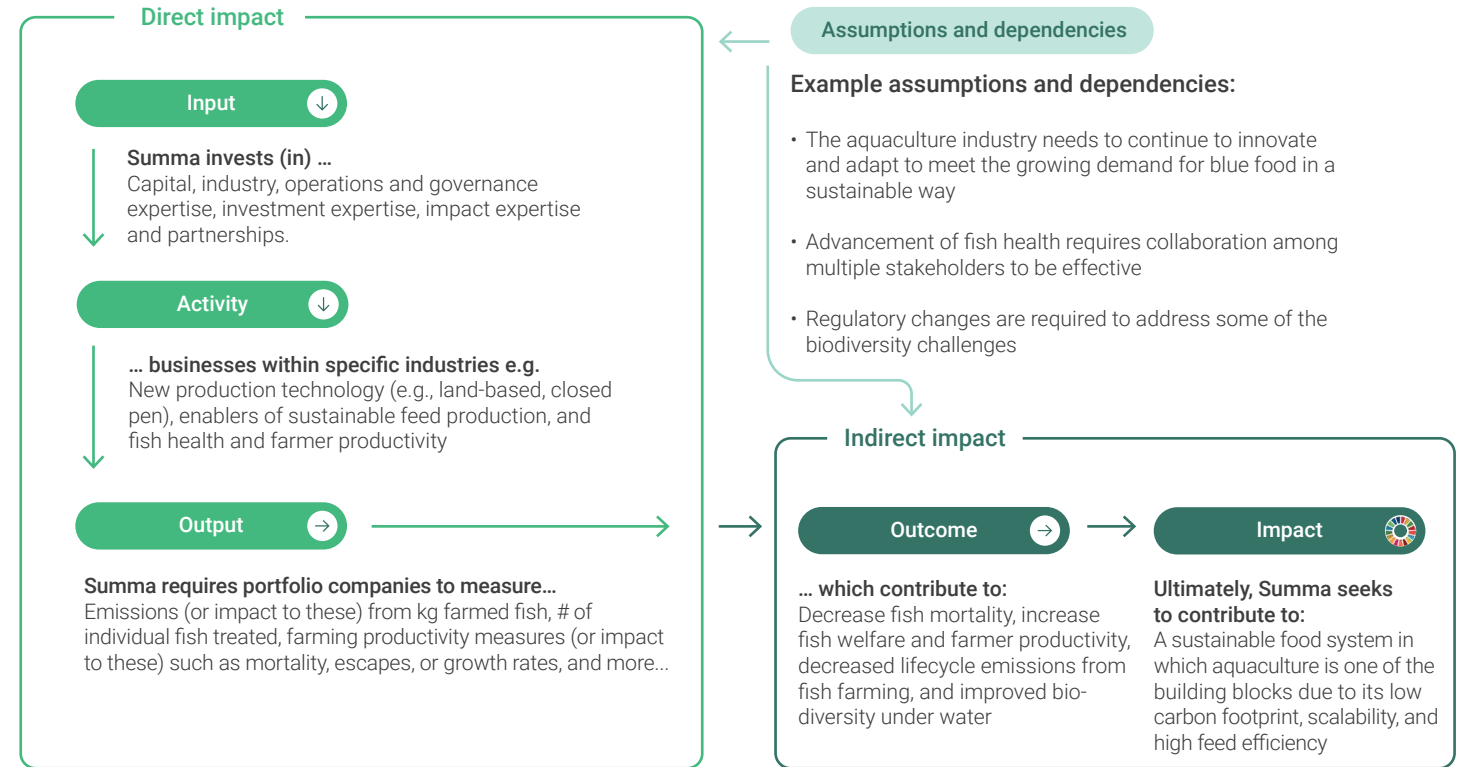 Direct impact
Input
Summa invests (in) ...
Capital, industry, operations and governance
expertise, investment expertise, impact expertise
and partnerships.
Activity
... businesses within specific industries e.g.
New production technology (e.g., land-based, closed
pen), enablers of sustainable feed production, and
fish health and farmer productivity
Output
Summa requires portfolio companies to measure...
Emissions (or impact to these) from kg farmed fish, # of
individual fish treated, farming productivity measures (or impact
to these) such as mortality, escapes, or growth rates, and more...
Assumptions and dependencies
Example assumptions and dependencies:
• The aquaculture industry needs to continue to innovate
and adapt to meet the growing demand for blue food in a
sustainable way
• Advancement of fish health requires collaboration among
multiple stakeholders to be effective
• Regulatory changes are required to address some of the
biodiversity challenges
Indirect impact
Outcome
... which contribute to:
Decrease fish mortality, increase
fish welfare and farmer productivity,
decreased lifecycle emissions from
fish farming, and improved bio-
diversity under water
Impact
Ultimately, Summa seeks
to contribute to:
A sustainable food system in
which aquaculture is one of the
building blocks due to its low
carbon footprint, scalability, and
high feed efficiency